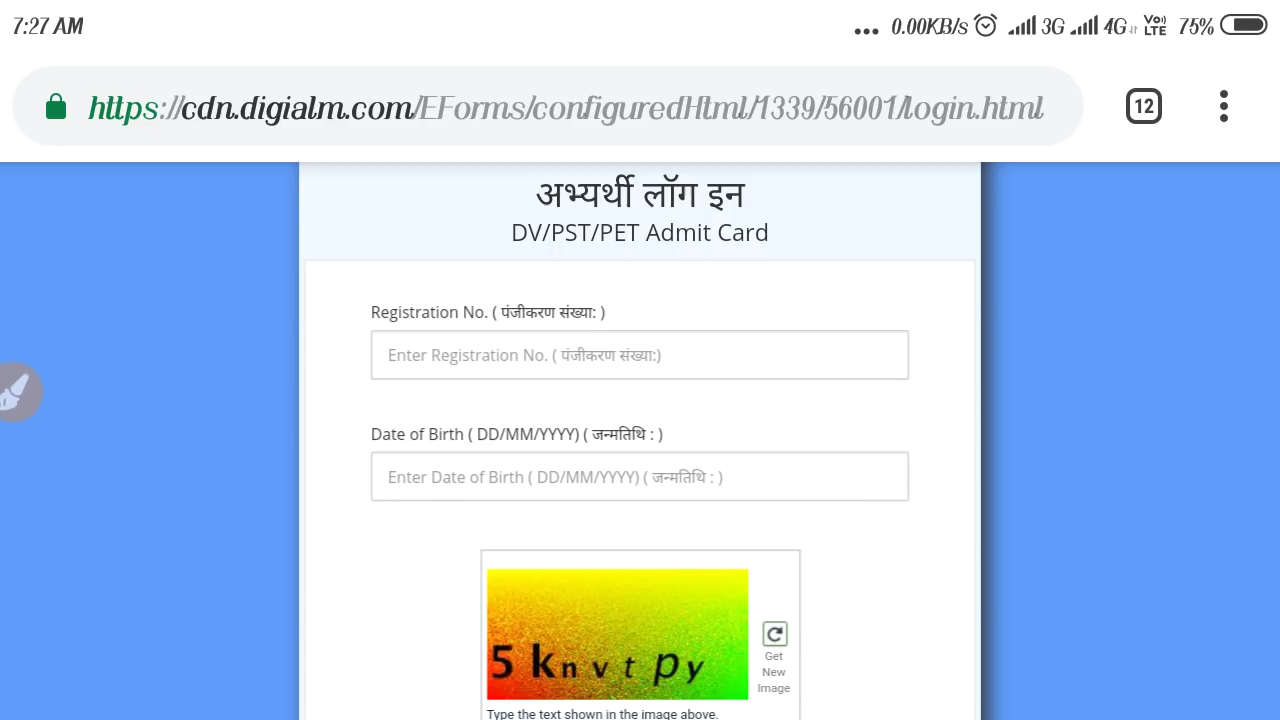 7:27 AM ... 0.00KB/s 3G 4G VoLTE 75%
https://cdn.digialm.com/EForms/configuredHtml/1339/56001/login.html 12
अभ्यर्थी लॉग इन
DV/PST/PET Admit Card
Registration No. ( पंजीकरण संख्या: )
Enter Registration No. ( पंजीकरण संख्या:)
Date of Birth ( DD/MM/YYYY) ( जन्मतिथि : )
Enter Date of Birth ( DD/MM/YYYY) ( जन्मतिथि : )
5 k n v t p y
Get
New
Image
Type the text shown in the image above.